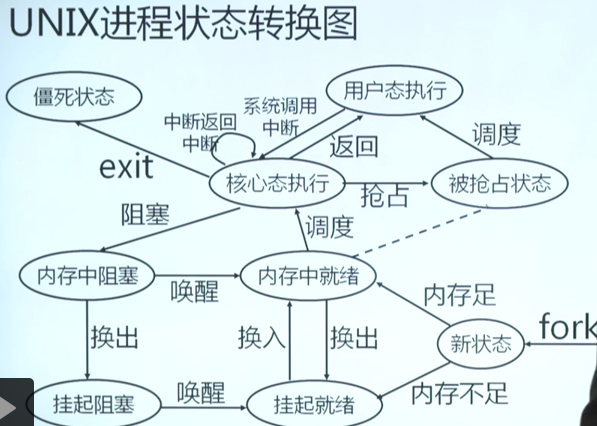 UNIX进程状态转换图
僵死状态
用户态执行
系统调用
中断
中断返回
中断
返回
调度
exit
核心态执行
抢占
被抢占状态
阻塞
调度
内存中阻塞
唤醒
内存中就绪
内存足
fork
换出
换入
换出
新状态
挂起阻塞
唤醒
挂起就绪
内存不足